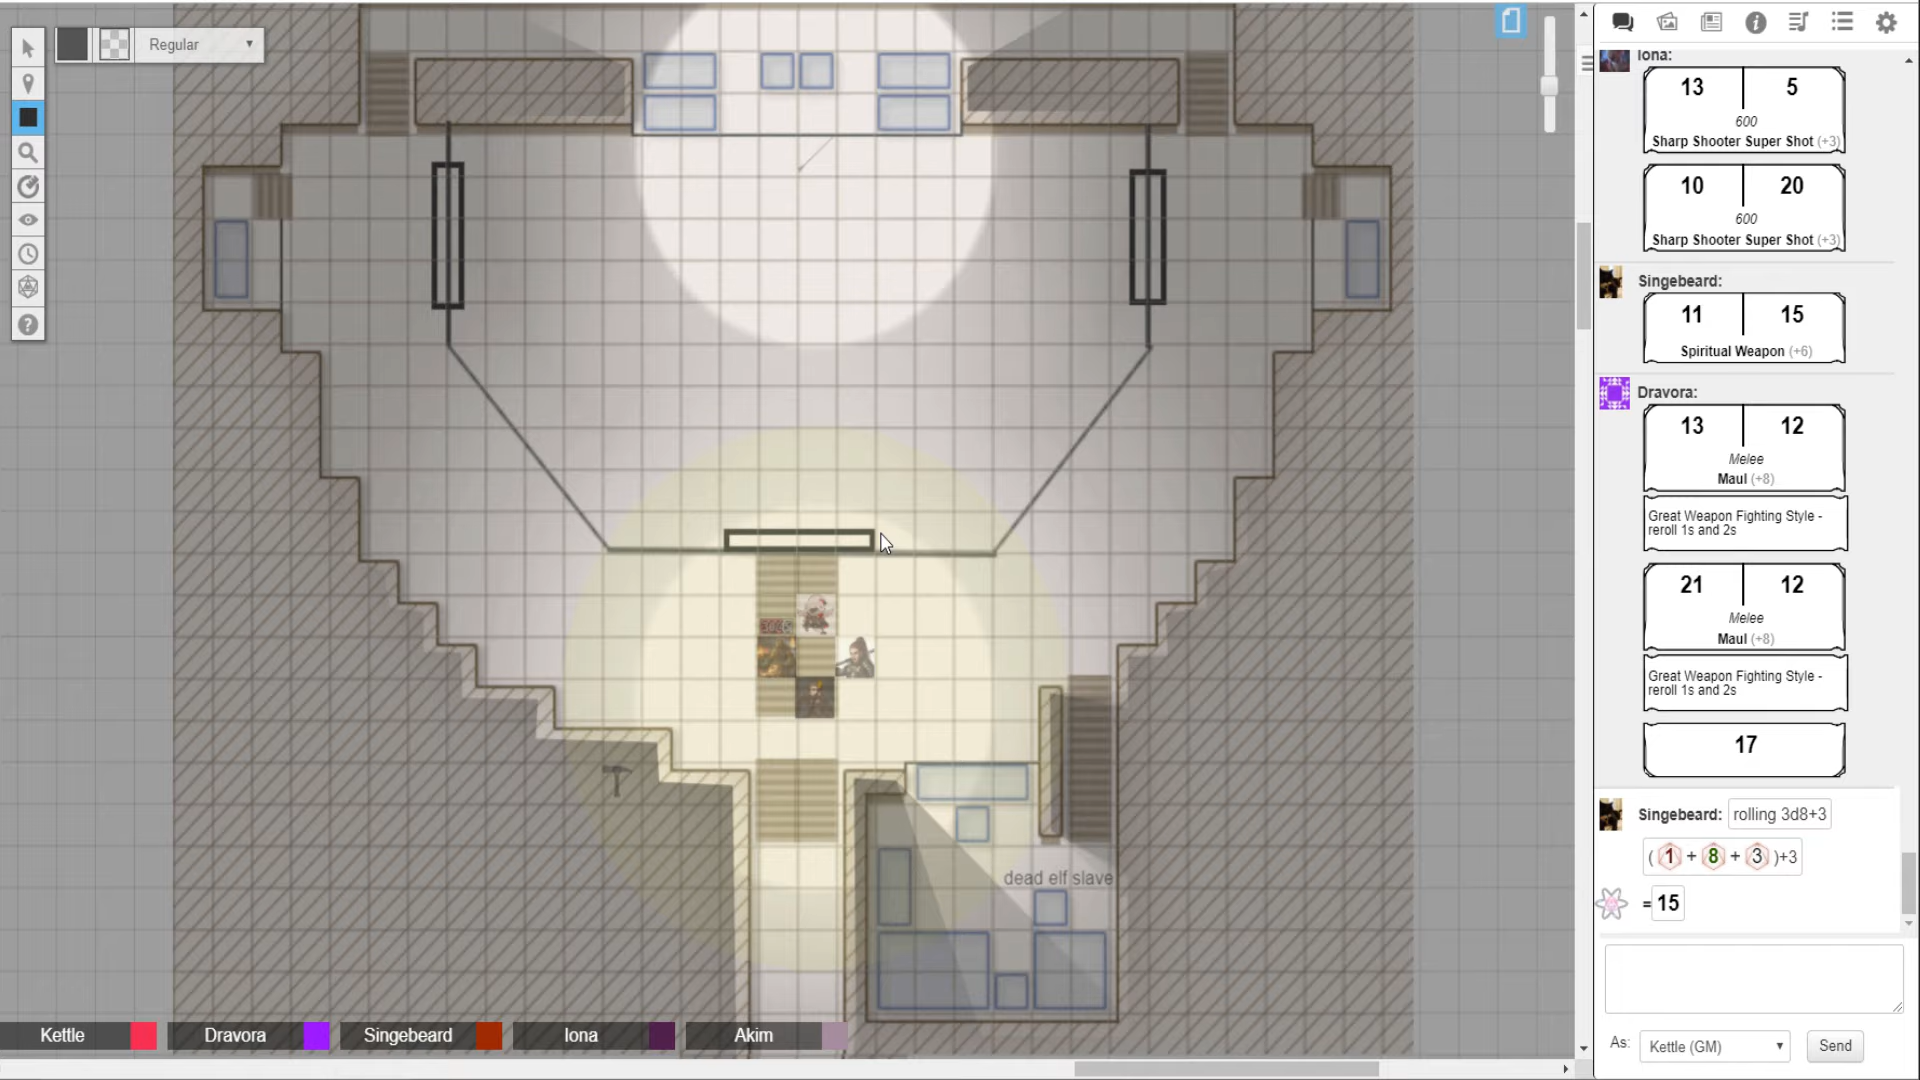 Regular
Iona:
13 5
600
Sharp Shooter Super Shot (+3)
10 20
600
Sharp Shooter Super Shot (+3)
Singebeard:
11 15
Spiritual Weapon (+6)
Dravora:
13 12
Melee
Maul (+8)
Great Weapon Fighting Style -
reroll 1s and 2s
21 12
Melee
Maul (+8)
Great Weapon Fighting Style -
reroll 1s and 2s
17
Singebeard: rolling 3d8+3
(1 + 8 + 3)+3
=15
dead elf slave
Kettle Dravora Singebeard Iona Akim
As: Kettle (GM) Send